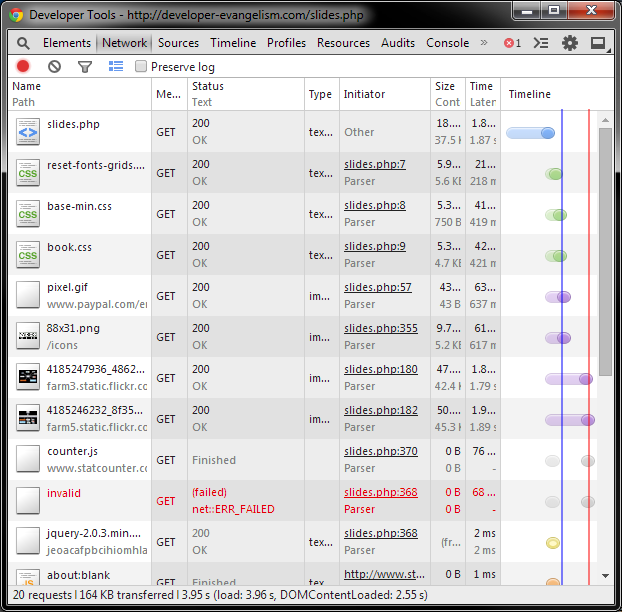 Developer Tools - http://developer-evangelism.com/slides.php
Elements Network Sources Timeline Profiles Resources Audits Console » 1
Preserve log
Name Me... Status Type Initiator Size Time Timeline
Path Text Cont Later
slides.php GET 200 tex... Other 18.... 1.8...
OK 37.5 1.87 s
CSS reset-fonts-grids.... GET 200 tex... slides.php:7 5.9... 21...
OK Parser 5.6 KB 218 m
CSS base-min.css GET 200 tex... slides.php:8 5.3... 41...
OK Parser 750 B 419 m
CSS book.css GET 200 tex... slides.php:9 5.3... 42...
OK Parser 4.7 KB 421 m
pixel.gif GET 200 im... slides.php:57 43... 63...
www.paypal.com/en OK Parser 43 B 637 m
88x31.png GET 200 im... slides.php:355 9.7... 61...
/icons OK Parser 5.2 KB 617 m
4185247936_4862... GET 200 im... slides.php:180 47.... 1.8...
farm3.static.flickr.cc OK Parser 42.4 1.79 s
4185246232_8f35... GET 200 im... slides.php:182 50.... 1.9...
farm5.static.flickr.cc OK Parser 45.3 1.89 s
counter.js GET Finished slides.php:370 0 B 76 ...
www.statcounter.cc Parser 0 B -
invalid GET (failed) slides.php:368 0 B 68 ...
net::ERR_FAILED Parser 0 B -
jquery-2.0.3.min.... GET 200 tex... slides.php:368 (fr... 2 ms
jeoacafpbcihiomhla OK Parser 2 ms
JS about:blank GET Finished http://www.st... 0 B 1 ms
20 requests | 164 KB transferred | 3.95 s (load: 3.96 s, DOMContentLoaded: 2.55 s)